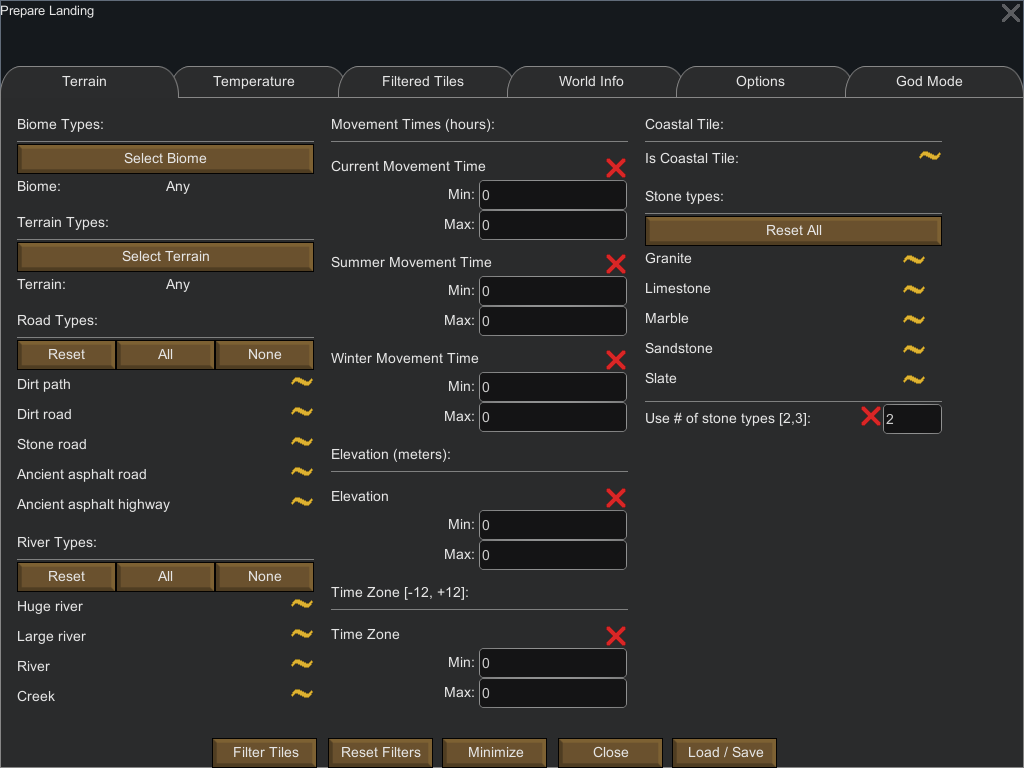 Prepare Landing
Terrain Temperature Filtered Tiles World Info Options God Mode
Biome Types:
Select Biome
Biome: Any
Terrain Types:
Select Terrain
Terrain: Any
Road Types:
Reset All None
Dirt path
Dirt road
Stone road
Ancient asphalt road
Ancient asphalt highway
River Types:
Reset All None
Huge river
Large river
River
Creek
Movement Times (hours):
Current Movement Time
Min: 0
Max: 0
Summer Movement Time
Min: 0
Max: 0
Winter Movement Time
Min: 0
Max: 0
Elevation (meters):
Elevation
Min: 0
Max: 0
Time Zone [-12, +12]:
Time Zone
Min: 0
Max: 0
Coastal Tile:
Is Coastal Tile:
Stone types:
Reset All
Granite
Limestone
Marble
Sandstone
Slate
Use # of stone types [2,3]: 2
Filter Tiles Reset Filters Minimize Close Load / Save